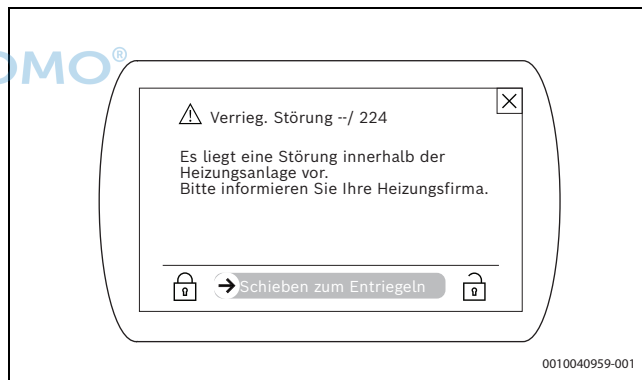 OMO®
Verrieg. Störung --/ 224
Es liegt eine Störung innerhalb der
Heizungsanlage vor.
Bitte informieren Sie Ihre Heizungsfirma.
Schieben zum Entriegeln
0010040959-001